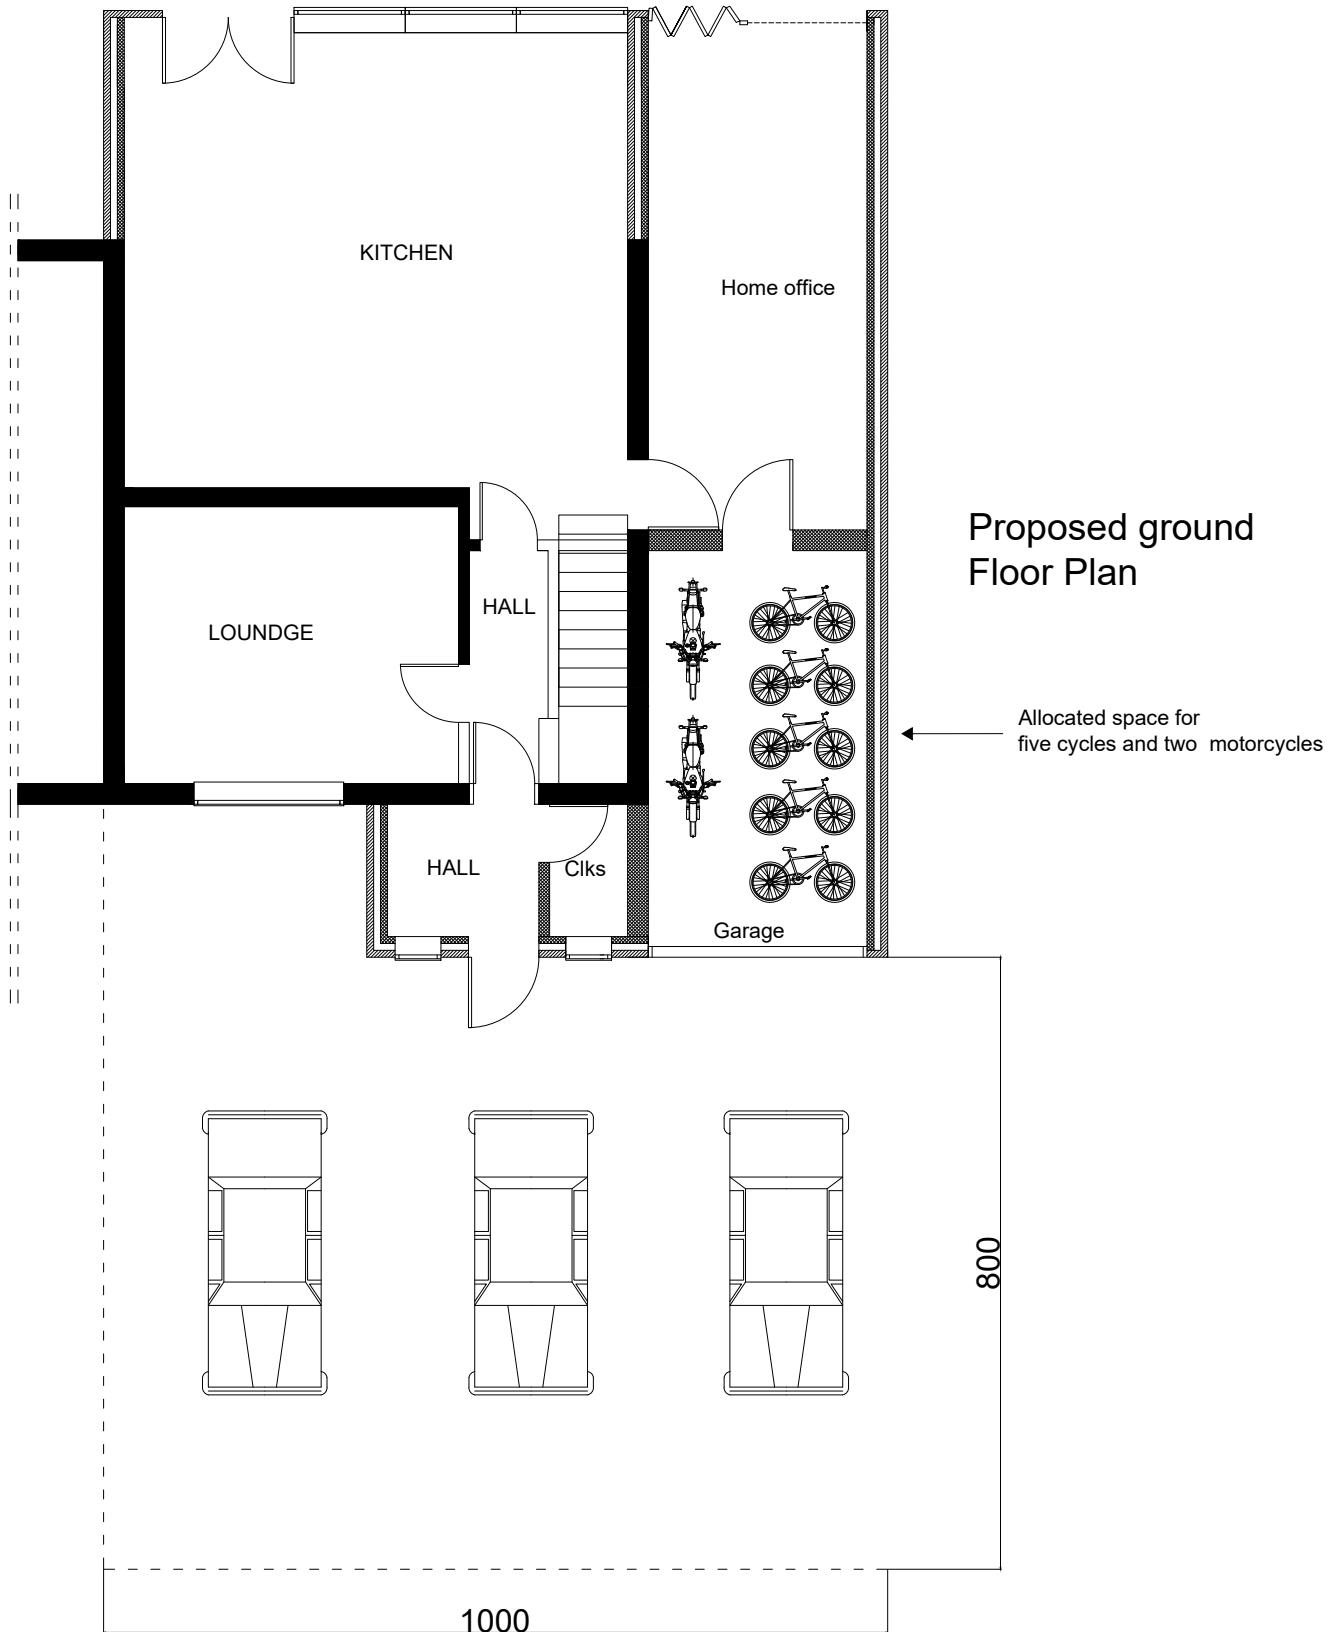 KITCHEN
Home office
Proposed ground
Floor Plan
HALL
LOUNDGE
Allocated space for
five cycles and two motorcycles
HALL
Clks
Garage
800
1000